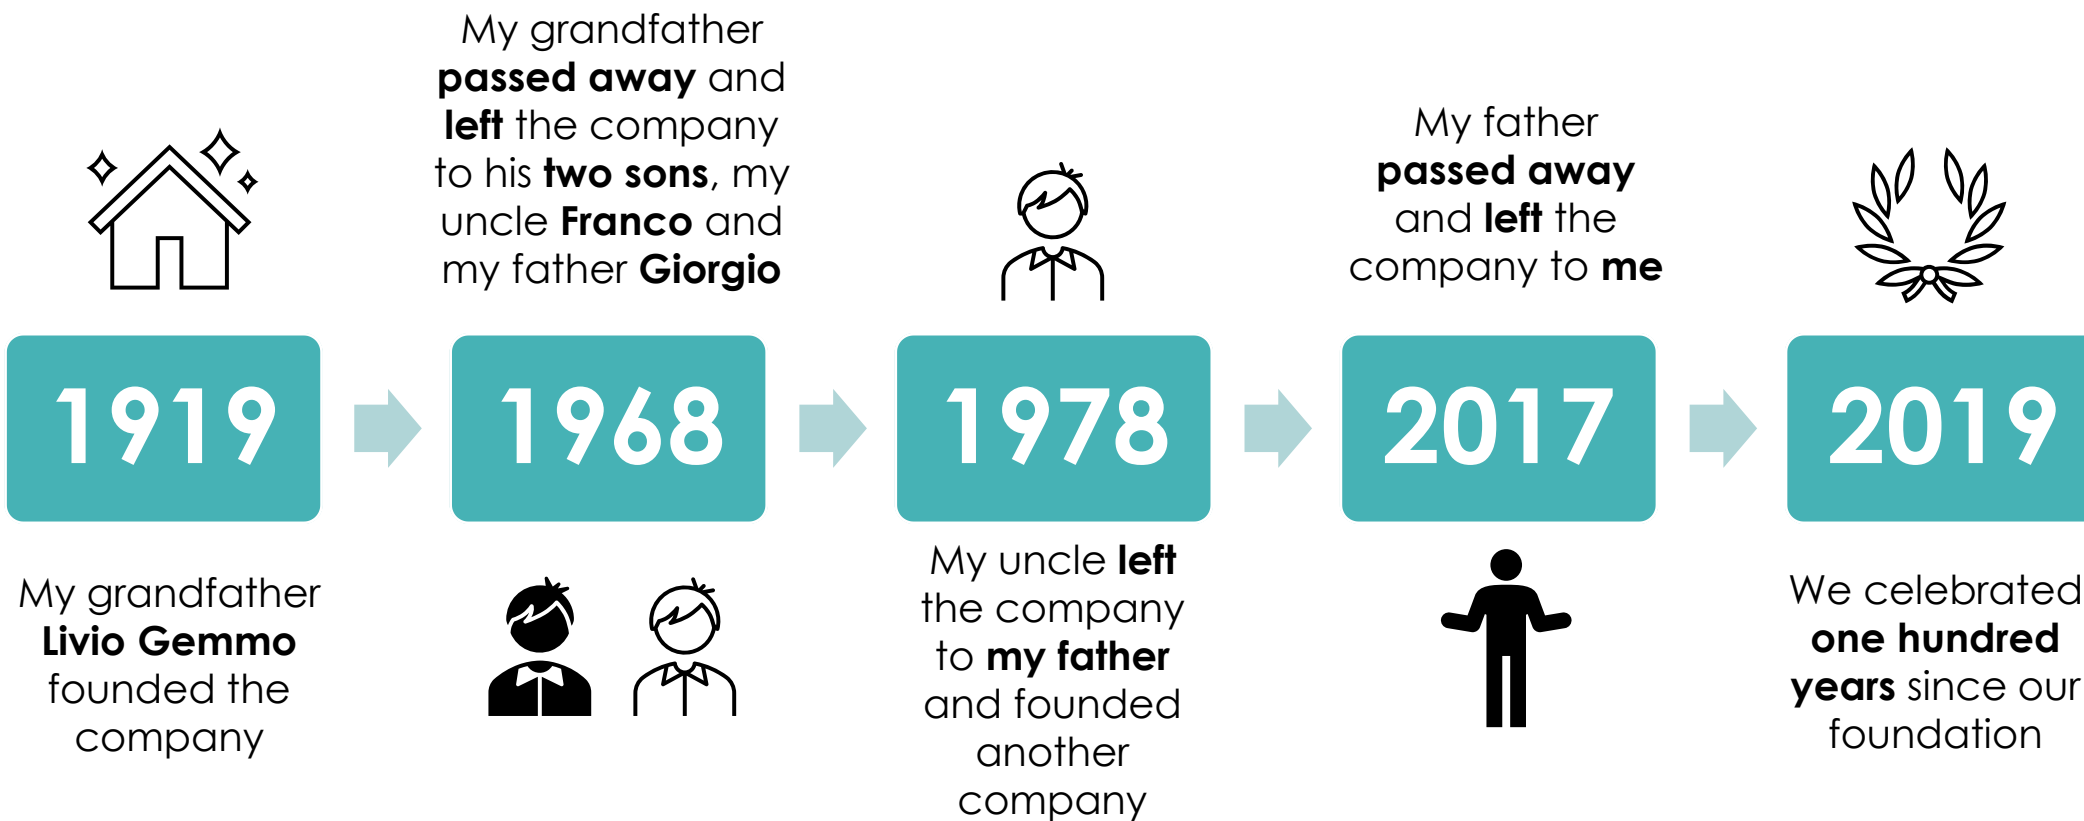 1919
My grandfather
Livio Gemmo
founded the
company
My grandfather
passed away and
left the company
to his two sons, my
uncle Franco and
my father Giorgio
1968
1978
My uncle left
the company
to my father
and founded
another
company
My father
passed away
and left the
company to me
2017
2019
We celebrated
one hundred
years since our
foundation